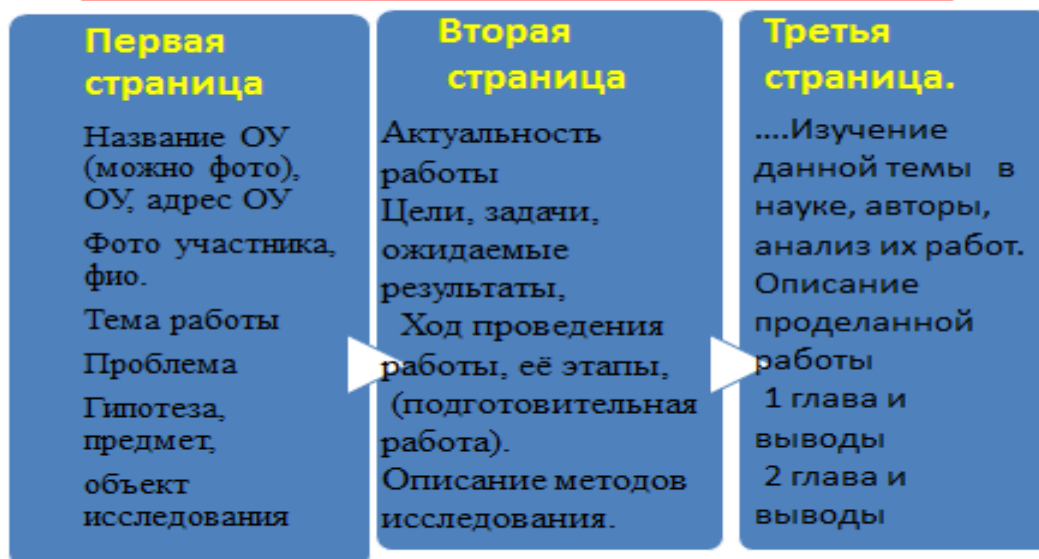 Первая
страница
Название ОУ
(можно фото),
ОУ, адрес ОУ
Фото участника,
фио.
Тема работы
Проблема
Гипотеза,
предмет,
объект
исследования
Вторая
страница
Актуальность
работы
Цели, задачи,
ожидаемые
результаты,
Ход проведения
работы, её этапы,
(подготовительная
работа).
Описание методов
исследования.
Третья
страница.
....Изучение
данной темы в
науке, авторы,
анализ их работ.
Описание
проделанной
работы
1 глава и
выводы
2 глава и
выводы